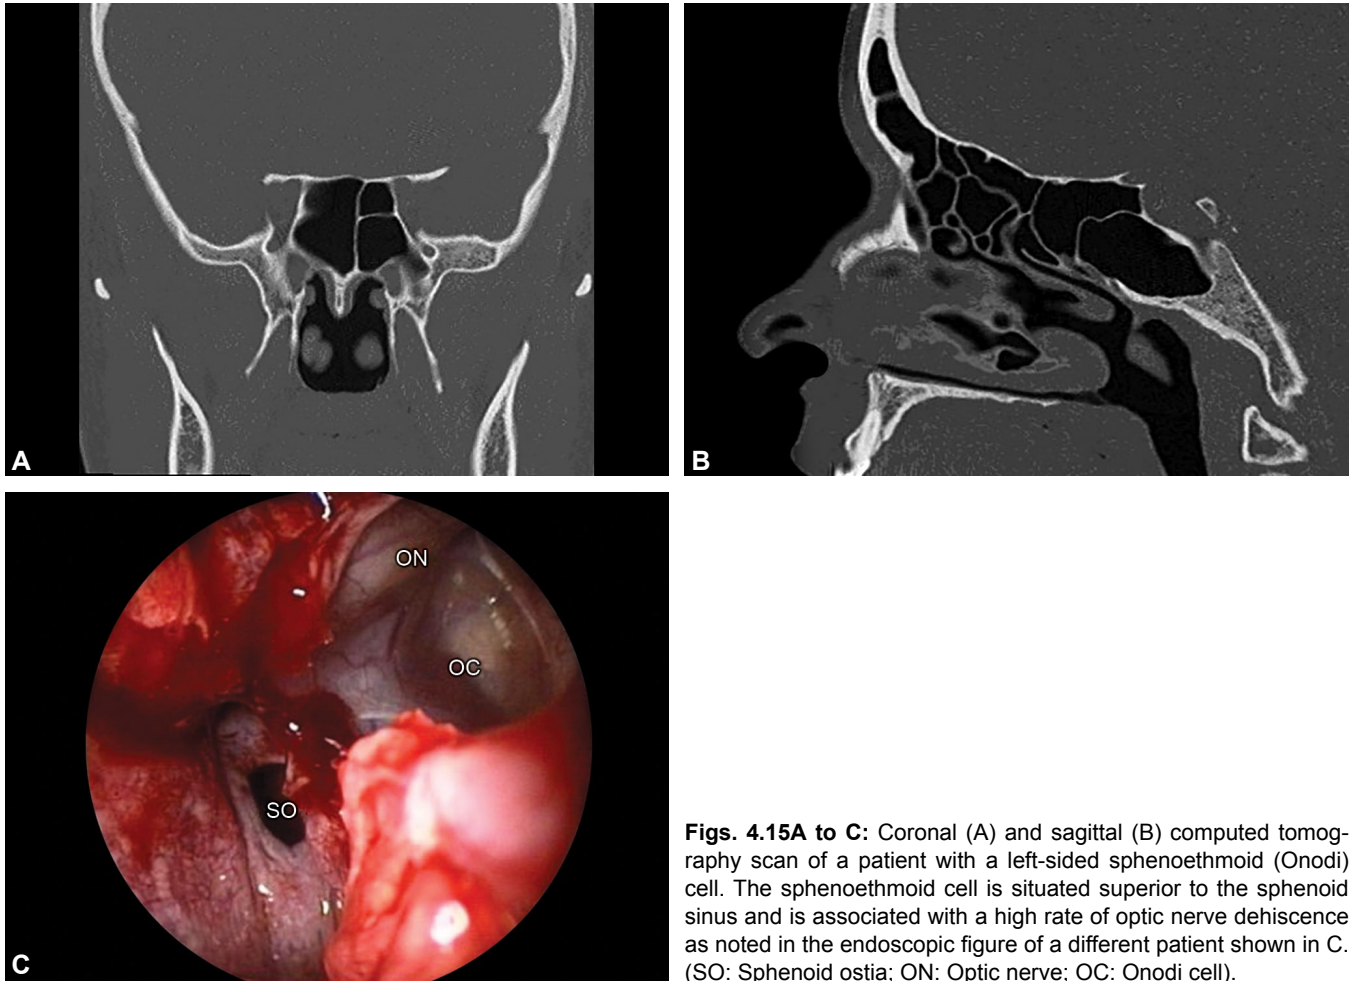 A
B
ON
OC
SO
C
Figs. 4.15A to C: Coronal (A) and sagittal (B) computed tomog-
raphy scan of a patient with a left-sided sphenoethmoid (Onodi)
cell. The sphenoethmoid cell is situated superior to the sphenoid
sinus and is associated with a high rate of optic nerve dehiscence
as noted in the endoscopic figure of a different patient shown in C.
(SO: Sphenoid ostia; ON: Optic nerve; OC: Onodi cell).